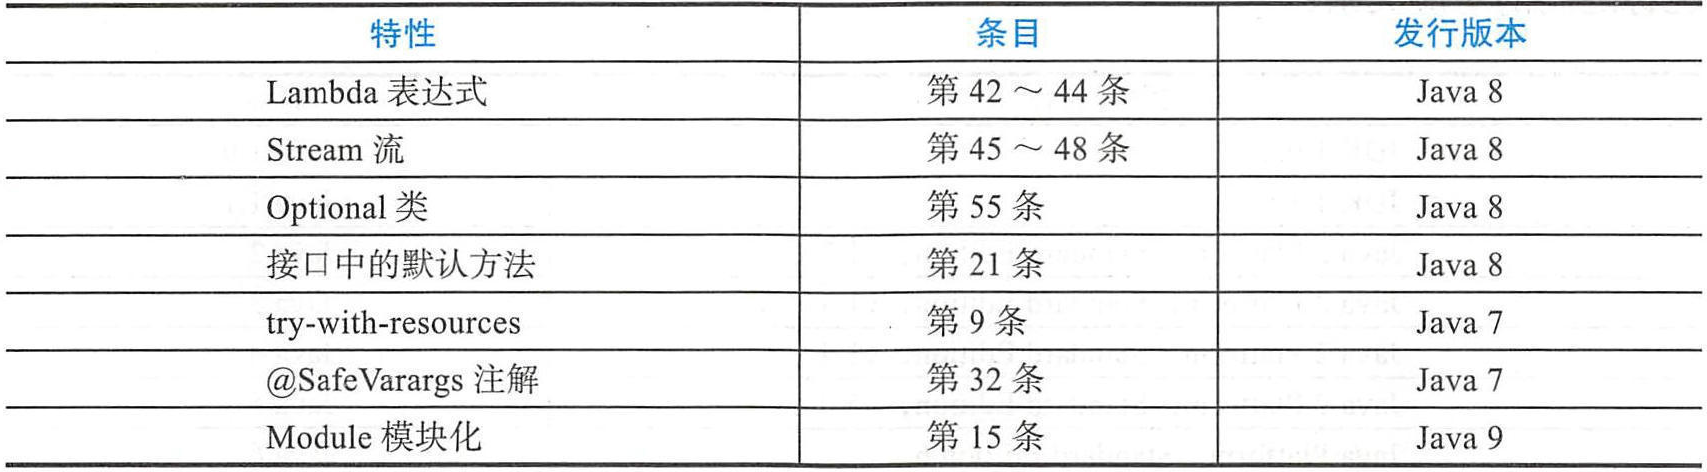 特性 条目 发行版本
Lambda 表达式 第 42 ～ 44 条 Java 8
Stream 流 第 45 ～ 48 条 Java 8
Optional 类 第 55 条 Java 8
接口中的默认方法 第 21 条 Java 8
try-with-resources 第 9 条 Java 7
@SafeVarargs 注解 第 32 条 Java 7
Module 模块化 第 15 条 Java 9